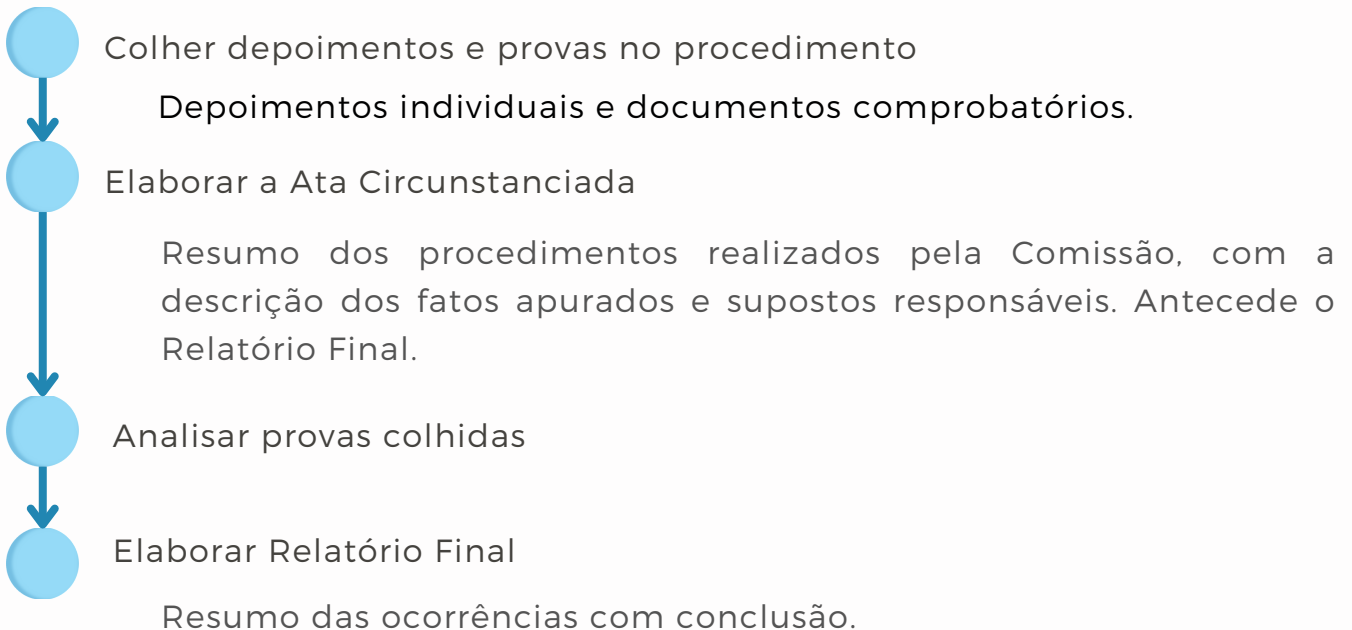 Colher depoimentos e provas no procedimento
Depoimentos individuais e documentos comprobatórios.
Elaborar a Ata Circunstanciada
Resumo dos procedimentos realizados pela Comissão, com a
descrição dos fatos apurados e supostos responsáveis. Antecede o
Relatório Final.
Analisar provas colhidas
Elaborar Relatório Final
Resumo das ocorrências com conclusão.